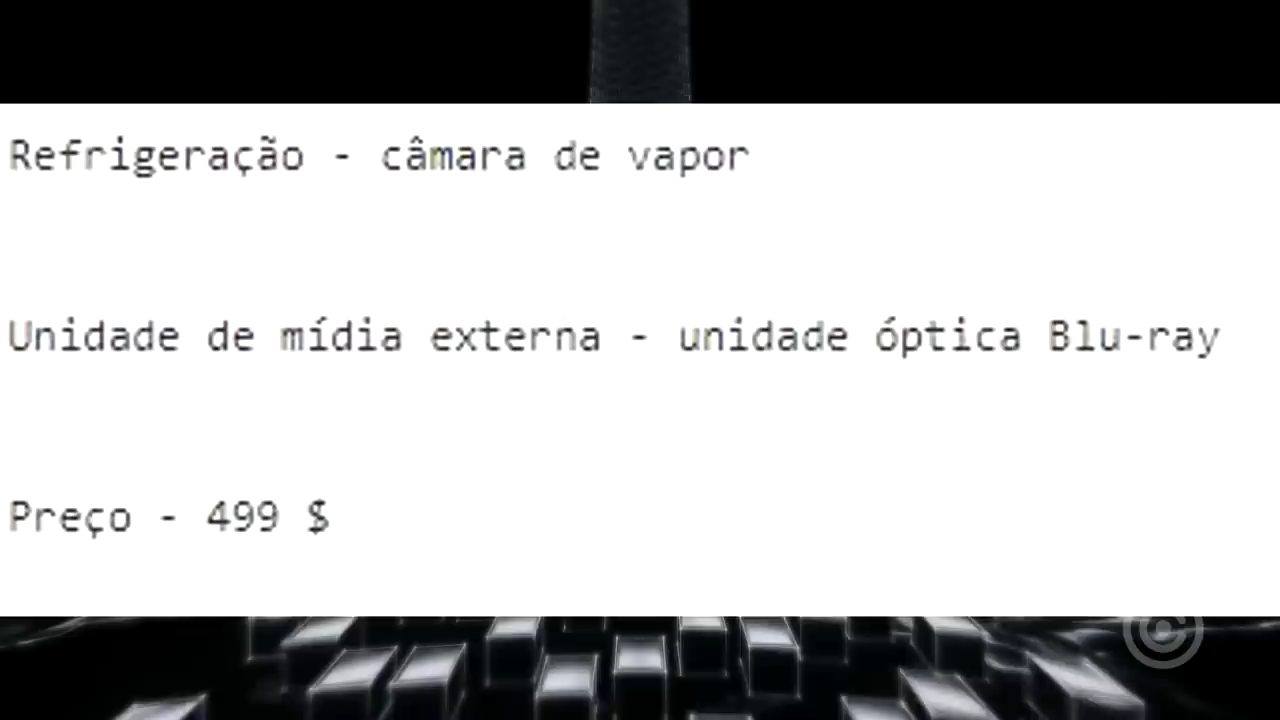 Refrigeração - câmara de vapor
Unidade de mídia externa - unidade óptica Blu-ray
Preço - 499 $